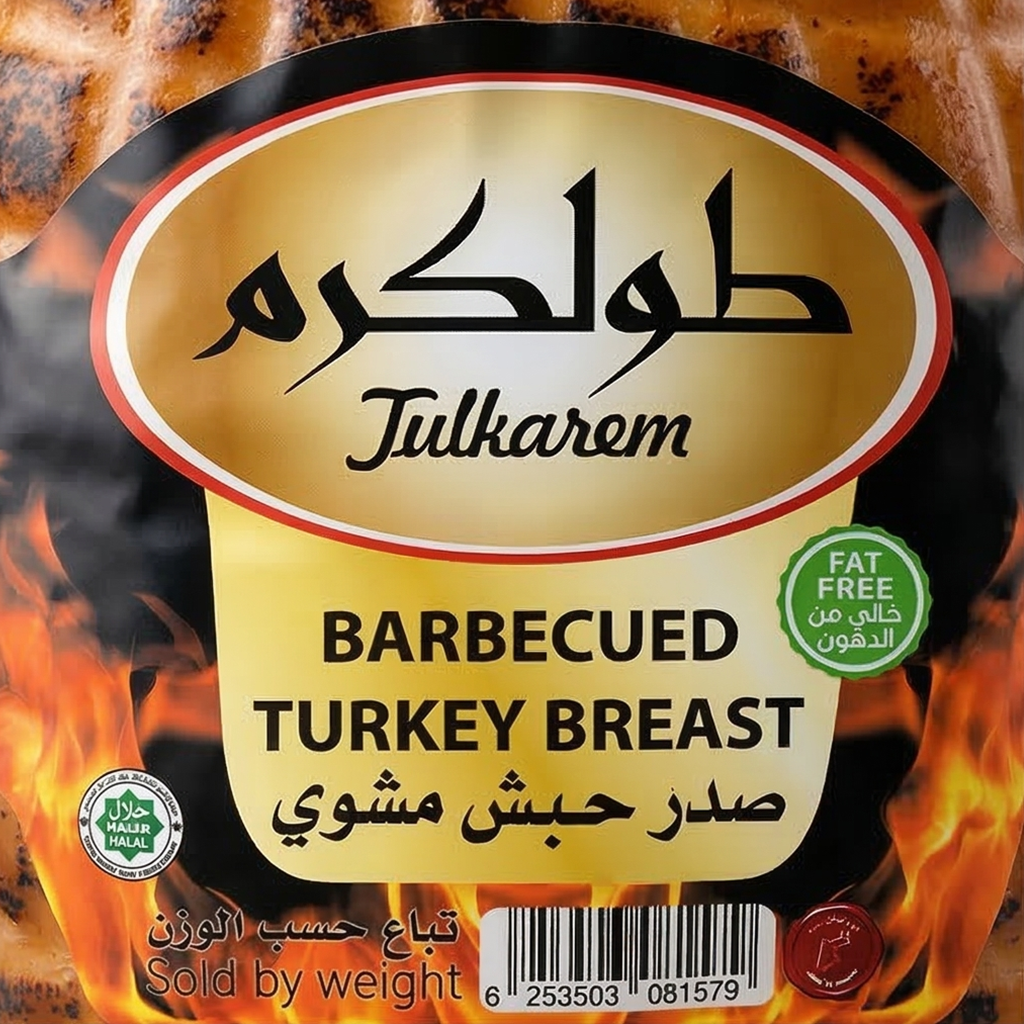 طولكرم
Tulkarem
FAT
FREE
خالي من
الدهون
BARBECUED
TURKEY BREAST
صدر حبش مشوي
حلال
HALAL
تباع حسب الوزن
Sold by weight
6 253503 081579